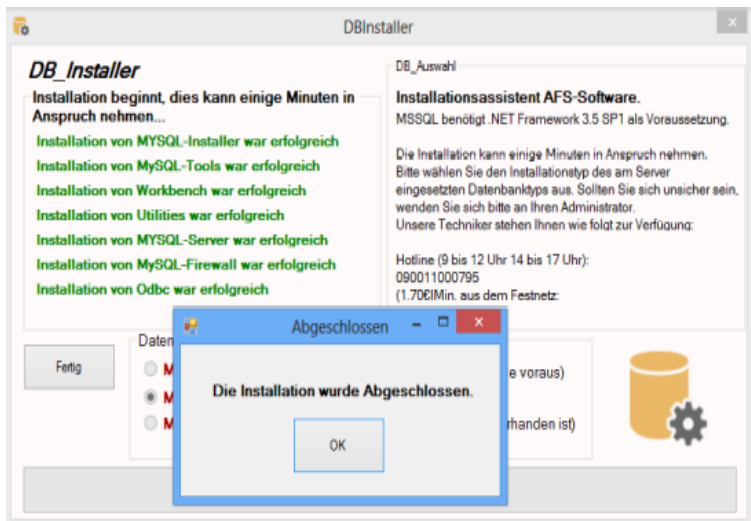 DBInstaller
x
DB_Installer
Installation beginnt, dies kann einige Minuten in
Anspruch nehmen...
Installation von MYSQL-Installer war erfolgreich
Installation von MySQL-Tools war erfolgreich
Installation von Workbench war erfolgreich
Installation von Utilities war erfolgreich
Installation von MYSQL-Server war erfolgreich
Installation von MySQL-Firewall war erfolgreich
Installation von Odbc war erfolgreich
DB_Auswahl
Installationsassistent AFS-Software.
MSSQL benötigt .NET Framework 3.5 SP1 als Voraussetzung.
Die Installation kann einige Minuten in Anspruch nehmen.
Bitte wählen Sie den Installationstyp des am Server
eingesetzten Datenbanktyps aus. Sollten Sie sich unsicher sein,
wenden Sie sich bitte an Ihren Administrator.
Unsere Techniker stehen Ihnen wie folgt zur Verfügung:
Hotline (9 bis 12 Uhr 14 bis 17 Uhr):
090011000795
(1.70€|Min. aus dem Festnetz:
Fertig
Daten
M
M
M
e voraus)
rhanden ist)
Abgeschlossen
x
Die Installation wurde Abgeschlossen.
OK